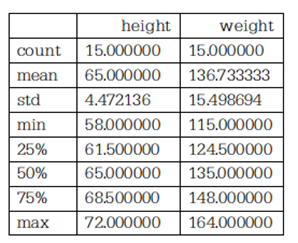 height weight
count 15.000000 15.000000
mean 65.000000 136.733333
std 4.472136 15.498694
min 58.000000 115.000000
25% 61.500000 124.500000
50% 65.000000 135.000000
75% 68.500000 148.000000
max 72.000000 164.000000